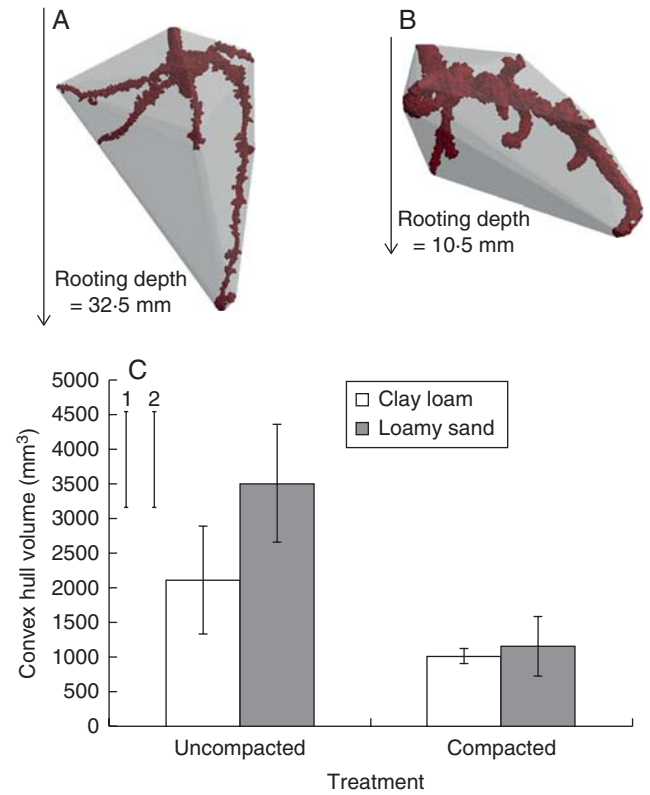 A
Rooting depth
= 32·5 mm
B
Rooting depth
= 10·5 mm
C
1 2
Clay loam
Loamy sand
Convex hull volume (mm³)
5000
4500
4000
3500
3000
2500
2000
1500
1000
500
0
Uncompacted Compacted
Treatment